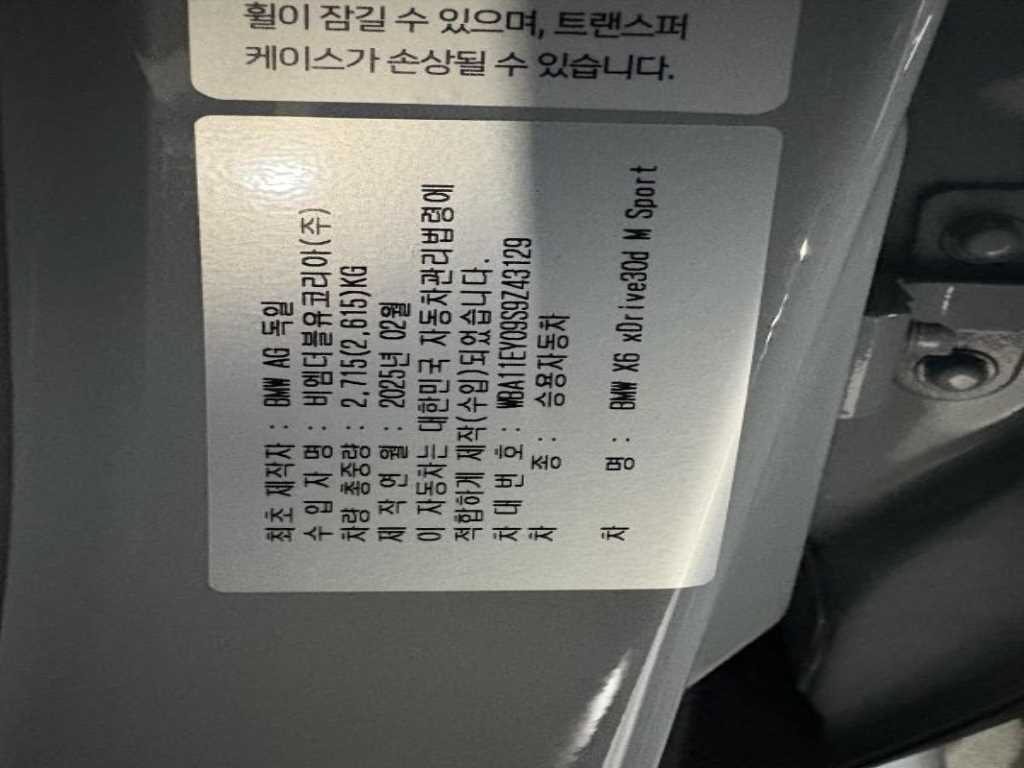 휠이 잠길 수 있으며, 트랜스퍼
케이스가 손상될 수 있습니다.
최초 제작자 : BMW AG 독일
수 입 자 명 : 비엠더블유코리아(주)
차량 총중량 : 2,715(2,615)KG
제 작 연 월 : 2025년 02월
이 자동차는 대한민국 자동차관리법령에
적합하게 제작(수입)되었습니다.
차 대 번 호 : WBA11EY09S9Z43129
차 종 : 승용자동차
차 명 : BMW X6 xDrive30d M Sport